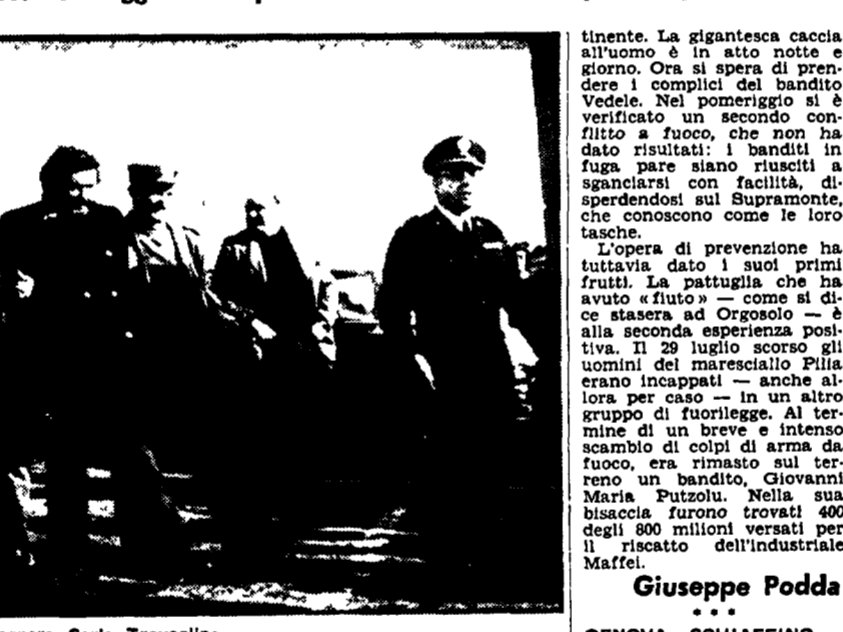 tinente. La gigantesca caccia
all'uomo è in atto notte e
giorno. Ora si spera di pren-
dere i complici del bandito
Vedele. Nel pomeriggio si è
verificato un secondo con-
flitto a fuoco, che non ha
dato risultati: i banditi in
fuga pare siano riusciti a
sganciarsi con facilità, di-
sperdendosi sul Supramonte,
che conoscono come le loro
tasche.
L'opera di prevenzione ha
tuttavia dato i suoi primi
frutti. La pattuglia che ha
avuto «fiuto» — come si di-
ce stasera ad Orgosolo — è
alla seconda esperienza posi-
tiva. Il 29 luglio scorso gli
uomini del maresciallo Pilia
erano incappati — anche al-
lora per caso — in un altro
gruppo di fuorilegge. Al ter-
mine di un breve e intenso
scambio di colpi di arma da
fuoco, era rimasto sul ter-
reno un bandito, Giovanni
Maria Putzolu. Nella sua
bisaccia furono trovati 400
degli 800 milioni versati per
il riscatto dell'industriale
Maffei.
Giuseppe Podda